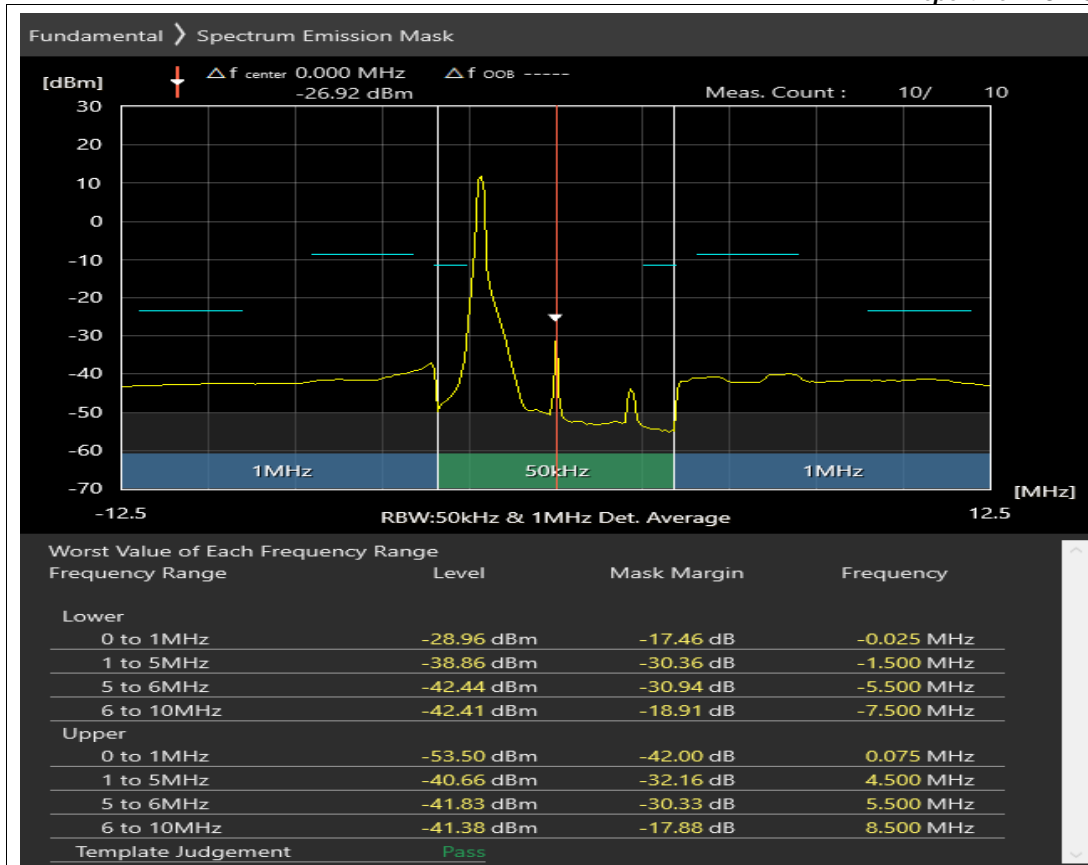 Fundamental ❯ Spectrum Emission Mask
[dBm] △f center 0.000 MHz △f OOB -----
-26.92 dBm Meas. Count : 10/ 10
30
20
10
0
-10
-20
-30
-40
-50
-60
1MHz 50kHz 1MHz
-70
[MHz]
-12.5 RBW:50kHz & 1MHz Det. Average 12.5
Worst Value of Each Frequency Range
Frequency Range Level Mask Margin Frequency
Lower
0 to 1MHz -28.96 dBm -17.46 dB -0.025 MHz
1 to 5MHz -38.86 dBm -30.36 dB -1.500 MHz
5 to 6MHz -42.44 dBm -30.94 dB -5.500 MHz
6 to 10MHz -42.41 dBm -18.91 dB -7.500 MHz
Upper
0 to 1MHz -53.50 dBm -42.00 dB 0.075 MHz
1 to 5MHz -40.66 dBm -32.16 dB 4.500 MHz
5 to 6MHz -41.83 dBm -30.33 dB 5.500 MHz
6 to 10MHz -41.38 dBm -17.88 dB 8.500 MHz
Template Judgement Pass